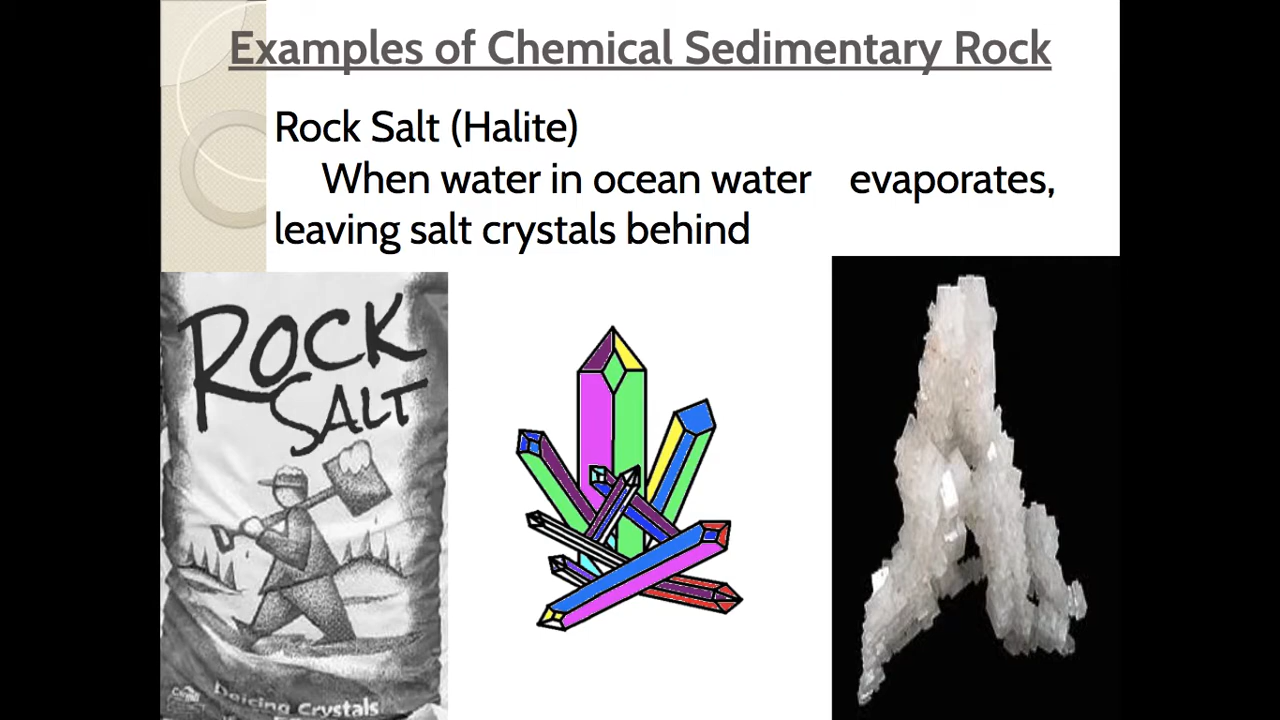 Examples of Chemical Sedimentary Rock
Rock Salt (Halite)
When water in ocean water evaporates,
leaving salt crystals behind
ROCK
SALT
Deicing Crystals